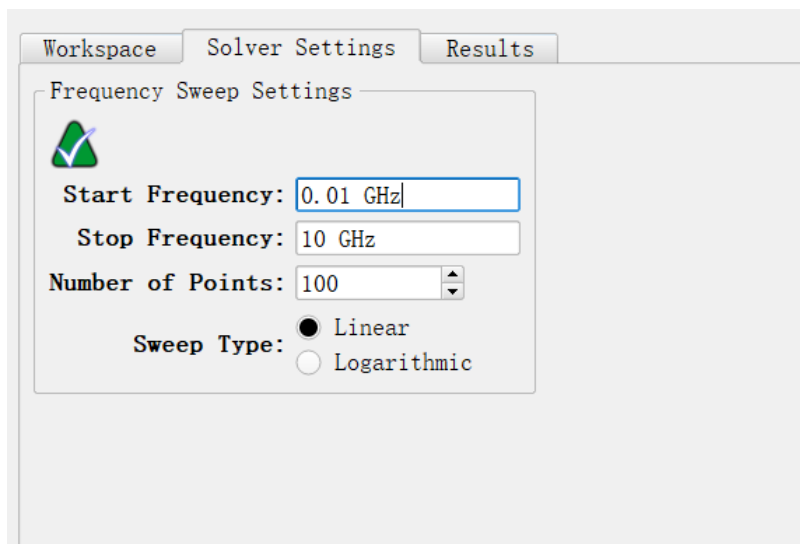 Workspace Solver Settings Results
Frequency Sweep Settings
Start Frequency: 0.01 GHz
Stop Frequency: 10 GHz
Number of Points: 100
Sweep Type:
Linear
Logarithmic